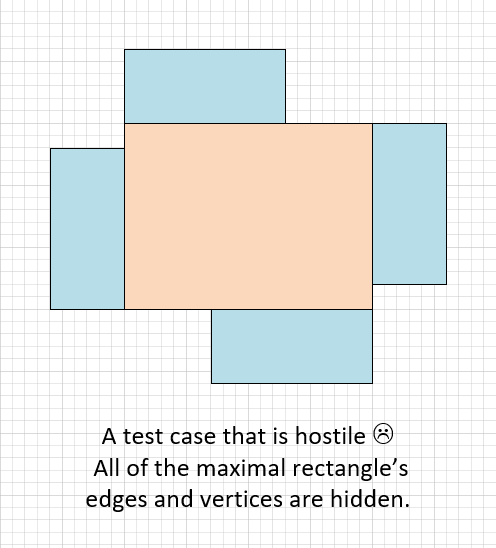 A test case that is hostile ☹
All of the maximal rectangle’s
edges and vertices are hidden.